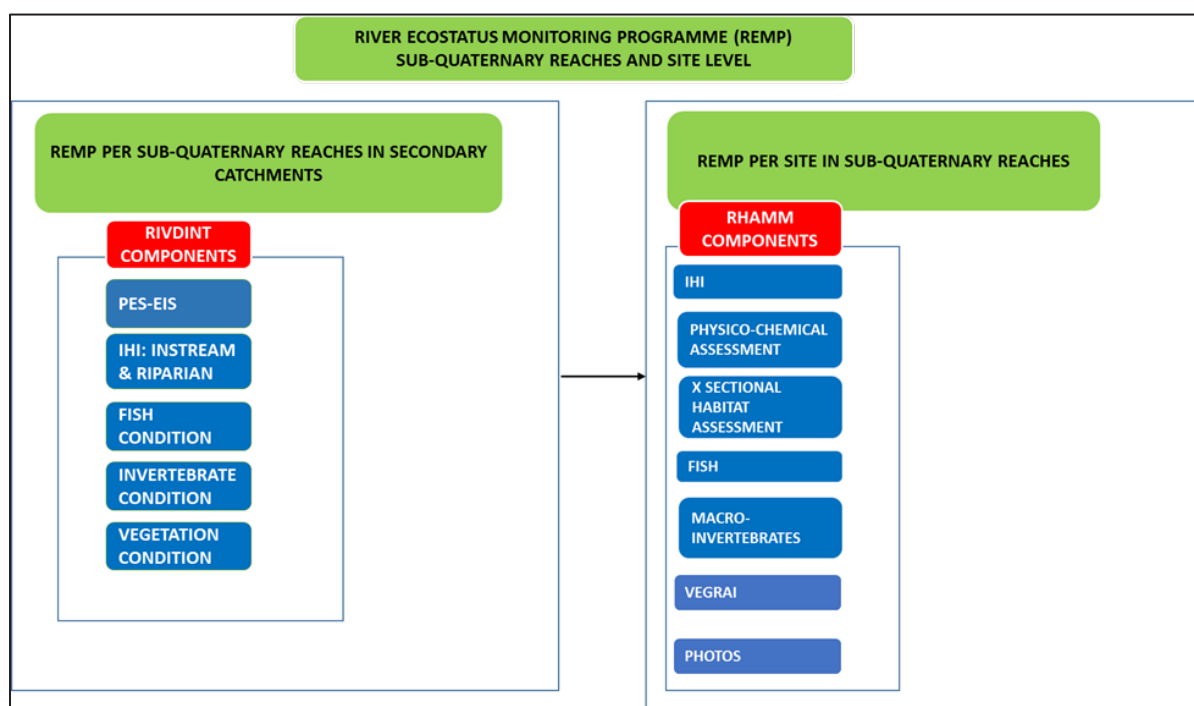 RIVER ECOSTATUS MONITORING PROGRAMME (REMP)
SUB-QUATERNARY REACHES AND SITE LEVEL
REMP PER SUB-QUATERNARY REACHES IN SECONDARY
CATCHMENTS
RIVDINT
COMPONENTS
PES-EIS
IHI: INSTREAM
& RIPARIAN
FISH
CONDITION
INVERTEBRATE
CONDITION
VEGETATION
CONDITION
REMP PER SITE IN SUB-QUATERNARY REACHES
RHAMM
COMPONENTS
IHI
PHYSICO-CHEMICAL
ASSESSMENT
X SECTIONAL
HABITAT
ASSESSMENT
FISH
MACRO-
INVERTEBRATES
VEGRAI
PHOTOS